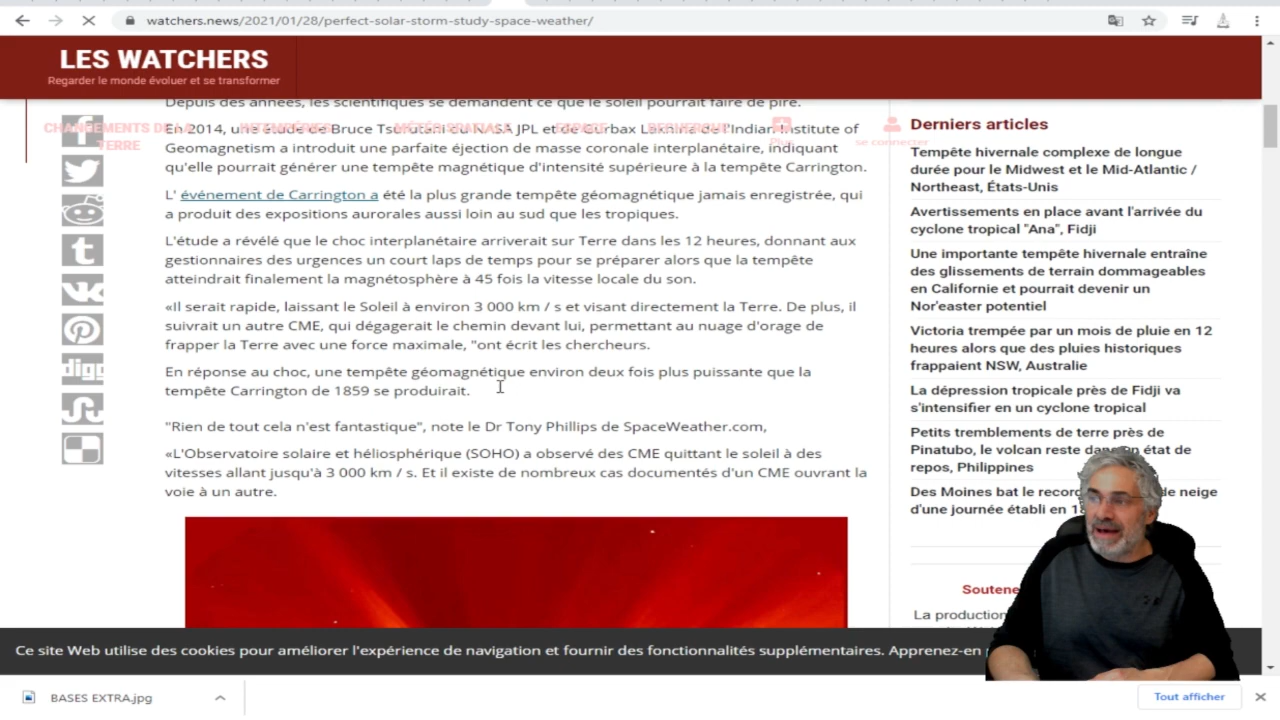 watchers.news/2021/01/28/perfect-solar-storm-study-space-weather/
LES WATCHERS
Regarder le monde évoluer et se transformer
CHANGEMENTS DE LA
TERRE
MÉTÉO SPATIALE
ESPACE
Plus
se connecter
Depuis des années, les scientifiques se demandent ce que le soleil pourrait faire de pire.
En 2014, une étude de Bruce Tsurutani du NASA JPL et de Gurbax Lakhina de l'Indian Institute of
Geomagnetism a introduit une parfaite éjection de masse coronale interplanétaire, indiquant
qu'elle pourrait générer une tempête magnétique d'intensité supérieure à la tempête Carrington.
L' événement de Carrington a été la plus grande tempête géomagnétique jamais enregistrée, qui
a produit des expositions aurorales aussi loin au sud que les tropiques.
L'étude a révélé que le choc interplanétaire arriverait sur Terre dans les 12 heures, donnant aux
gestionnaires des urgences un court laps de temps pour se préparer alors que la tempête
atteindrait finalement la magnétosphère à 45 fois la vitesse locale du son.
«Il serait rapide, laissant le Soleil à environ 3 000 km / s et visant directement la Terre. De plus, il
suivrait un autre CME, qui dégagerait le chemin devant lui, permettant au nuage d'orage de
frapper la Terre avec une force maximale, "ont écrit les chercheurs.
En réponse au choc, une tempête géomagnétique environ deux fois plus puissante que la
tempête Carrington de 1859 se produirait.
"Rien de tout cela n'est fantastique", note le Dr Tony Phillips de SpaceWeather.com,
«L'Observatoire solaire et héliosphérique (SOHO) a observé des CME quittant le soleil à des
vitesses allant jusqu'à 3 000 km / s. Et il existe de nombreux cas documentés d'un CME ouvrant la
voie à un autre.
digg
Derniers articles
Tempête hivernale complexe de longue
durée pour le Midwest et le Mid-Atlantic /
Northeast, États-Unis
Avertissements en place avant l'arrivée du
cyclone tropical "Ana", Fidji
Une importante tempête hivernale entraîne
des glissements de terrain dommageables
en Californie et pourrait devenir un
Nor'easter potentiel
Victoria trempée par un mois de pluie en 12
heures alors que des pluies historiques
frappaient NSW, Australie
La dépression tropicale près de Fidji va
s'intensifier en un cyclone tropical
Petits tremblements de terre près de
Pinatubo, le volcan reste dans en état de
repos, Philippines
Des Moines bat le record de neige
d'une journée établi en
Soutene
La production
Ce site Web utilise des cookies pour améliorer l'expérience de navigation et fournir des fonctionnalités supplémentaires. Apprenez-en
BASES EXTRA.jpg
Tout afficher